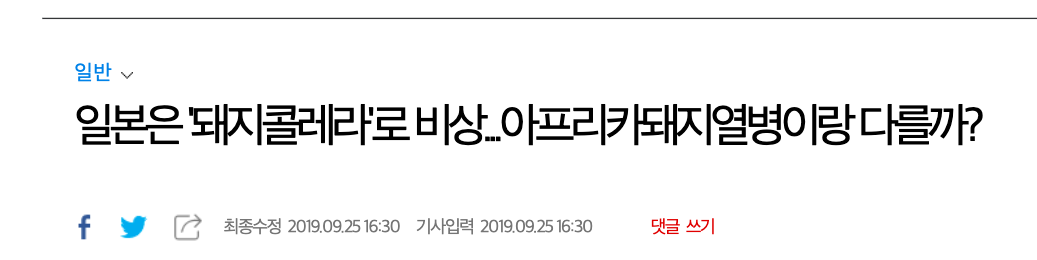 일반
일본은 '돼지콜레라'로 비상...아프리카돼지열병이랑 다를까?
최종수정 2019.09.25 16:30 기사입력 2019.09.25 16:30 댓글 쓰기